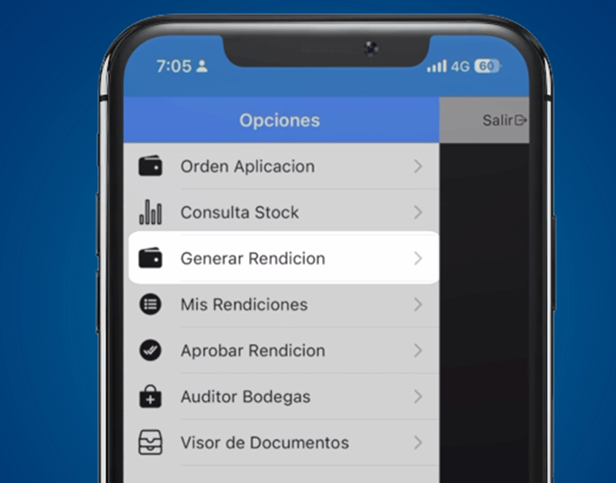 7:05 4G 60
Opciones Salir
Orden Aplicacion
Consulta Stock
Generar Rendicion
Mis Rendiciones
Aprobar Rendicion
Auditor Bodegas
Visor de Documentos